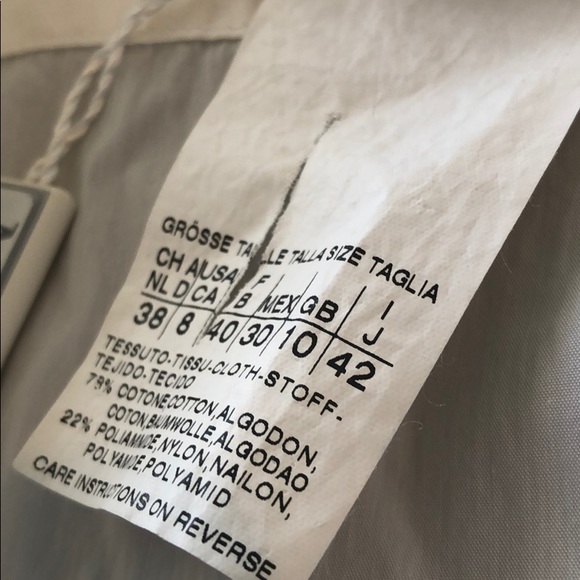 GRÖSSE TAILLE TALLA SIZE TAGLIA
CH A USA F I
NL D CA B MEX GB J
38 8 40 30 10 42
TESSUTO-TISSU-CLOTH-STOFF-
TEJIDO-TECIDO
78% COTONE,COTTON,ALGODON,
COTON,BAUMWOLLE,ALGODAO
22% POLIAMMIDE,NYLON,NAILON,
POLYAMIDE,POLYAMID
CARE INSTRUCTIONS ON REVERSE